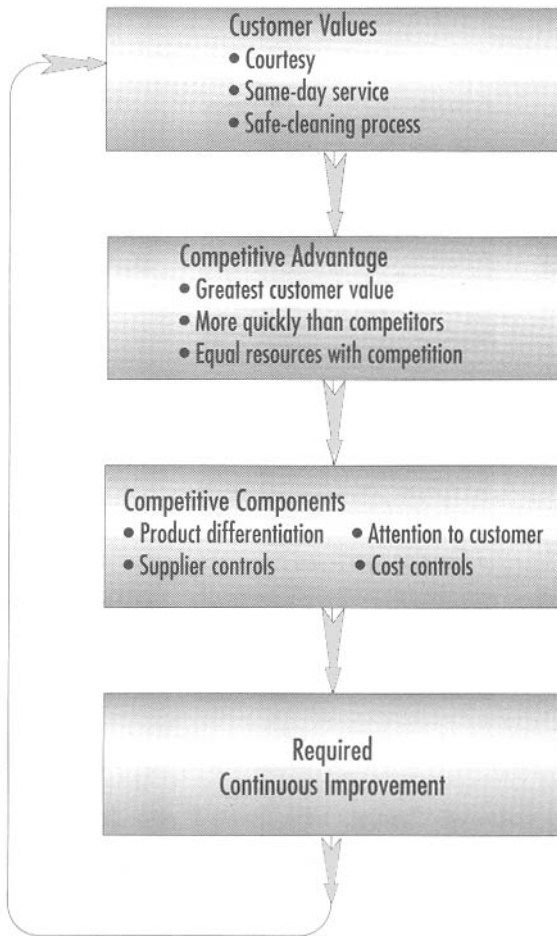 Customer Values
• Courtesy
• Same-day service
• Safe-cleaning process
Competitive Advantage
• Greatest customer value
• More quickly than competitors
• Equal resources with competition
Competitive Components
• Product differentiation • Attention to customer
• Supplier controls • Cost controls
Required
Continuous Improvement